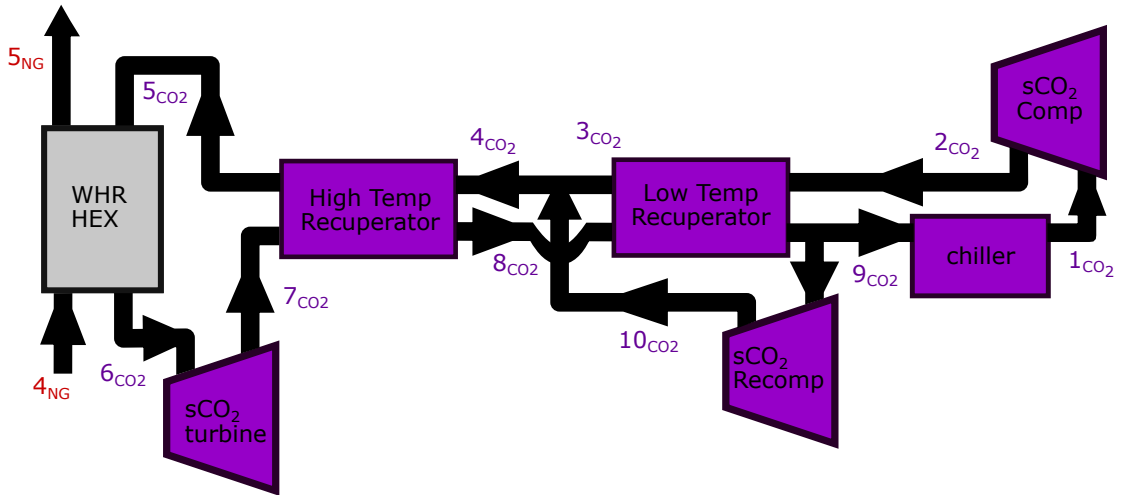 5NG
5CO2
WHR
HEX
4NG
6CO2
sCO2
turbine
7CO2
High Temp
Recuperator
4CO2
8CO2
3CO2
Low Temp
Recuperator
10CO2
sCO2
Recomp
2CO2
9CO2
chiller
sCO2
Comp
1CO2